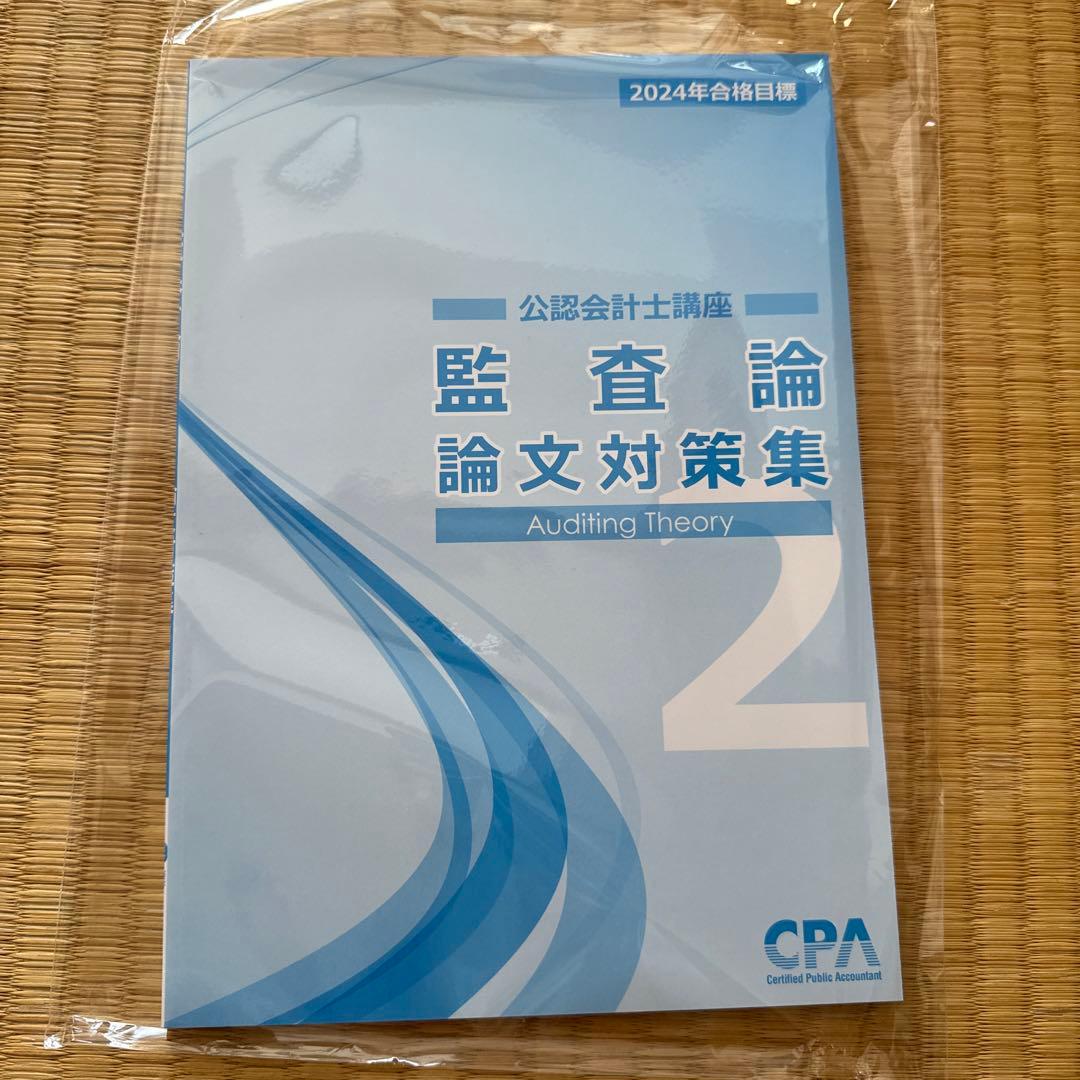 2024年合格目標
公認会計士講座
監査論
論文対策集
Auditing Theory
2
CPA
Certified Public Accountant